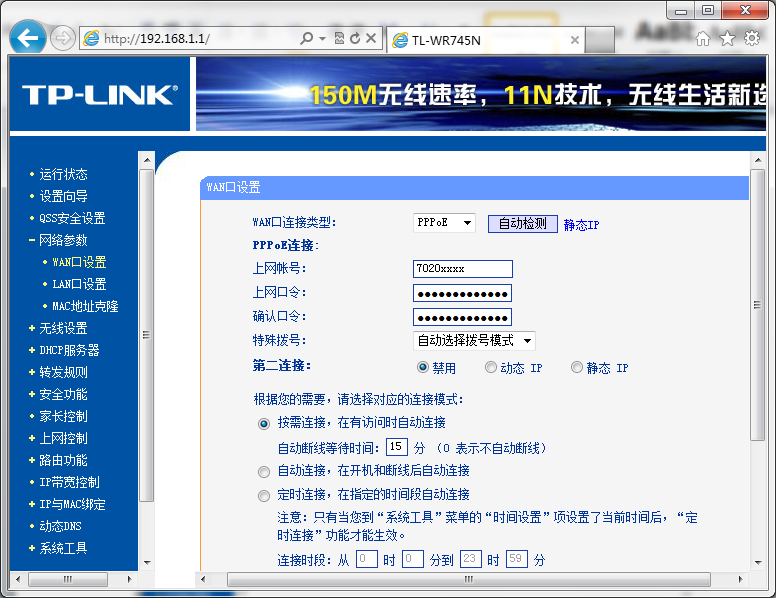 http://192.168.1.1/
TL-WR745N
TP-LINK
150M无线速率，11N技术，无线生活新选
运行状态
设置向导
QSS安全设置
网络参数
WAN口设置
LAN口设置
MAC地址克隆
无线设置
DHCP服务器
转发规则
安全功能
家长控制
上网控制
路由功能
IP带宽控制
IP与MAC绑定
动态DNS
系统工具
WAN口设置
WAN口连接类型： PPPoE 自动检测 静态IP
PPPoE连接：
上网帐号： 7020xxxx
上网口令： ●●●●●●●●●●●●●
确认口令： ●●●●●●●●●●●●●
特殊拨号： 自动选择拨号模式
第二连接： 禁用 动态 IP 静态 IP
根据您的需要，请选择对应的连接模式：
按需连接，在有访问时自动连接
自动断线等待时间： 15 分 （0 表示不自动断线）
自动连接，在开机和断线后自动连接
定时连接，在指定的时间段自动连接
注意：只有当您到“系统工具”菜单的“时间设置”项设置了当前时间后，“定
时连接”功能才能生效。
连接时段：从 0 时 0 分到 23 时 59 分